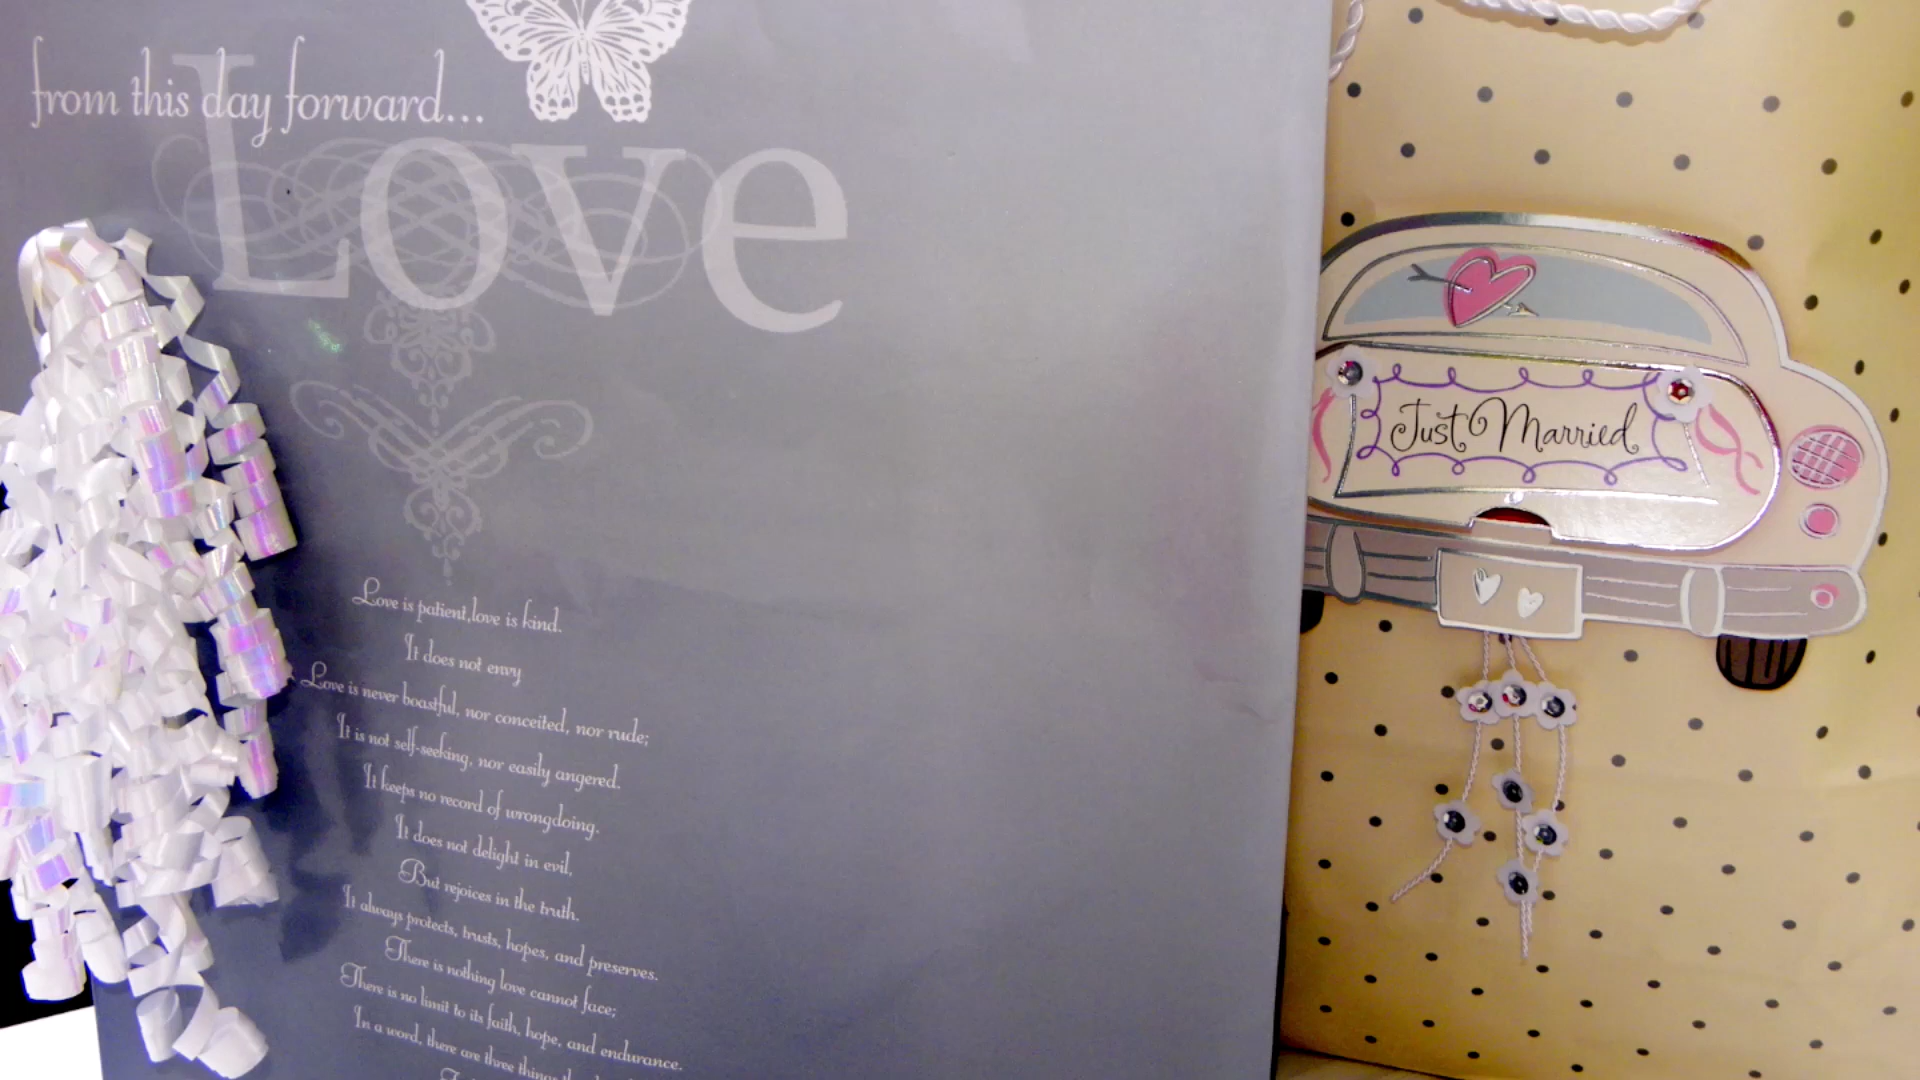 from this day forward...
Love
Love is patient, love is kind.
It does not envy
Love is never boastful, nor conceited, nor rude;
It is not self-seeking, nor easily angered.
It keeps no record of wrongdoing.
It does not delight in evil,
But rejoices in the truth.
It always protects, trusts, hopes, and preserves.
There is nothing love cannot face;
There is no limit to its faith, hope, and endurance.
In a word, there are three things
Just Married